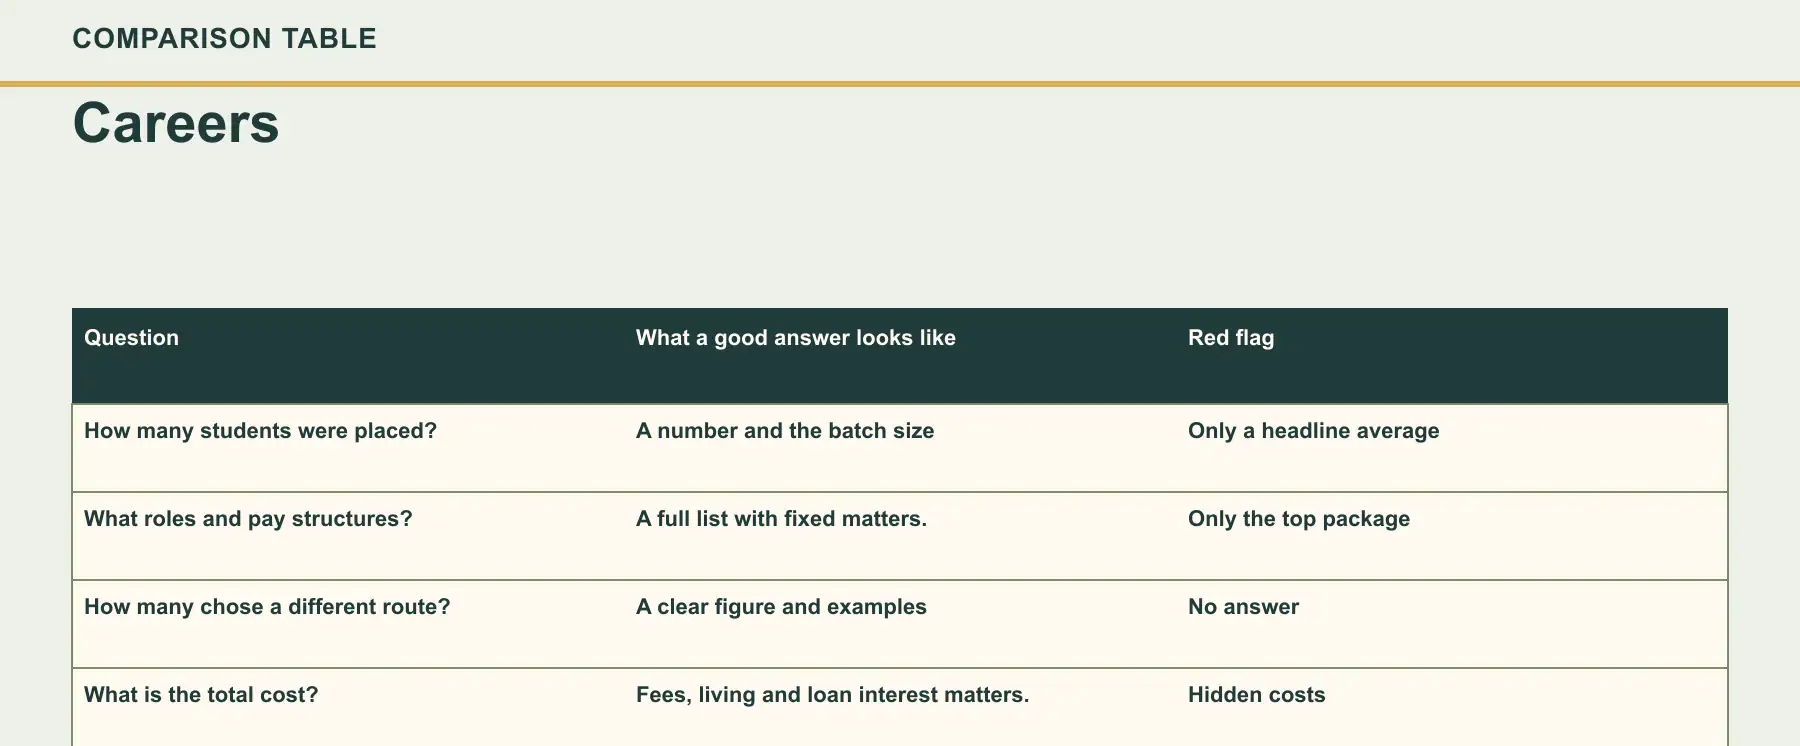 COMPARISON TABLE
Careers
Question What a good answer looks like Red flag
How many students were placed? A number and the batch size Only a headline average
What roles and pay structures? A full list with fixed matters. Only the top package
How many chose a different route? A clear figure and examples No answer
What is the total cost? Fees, living and loan interest matters. Hidden costs